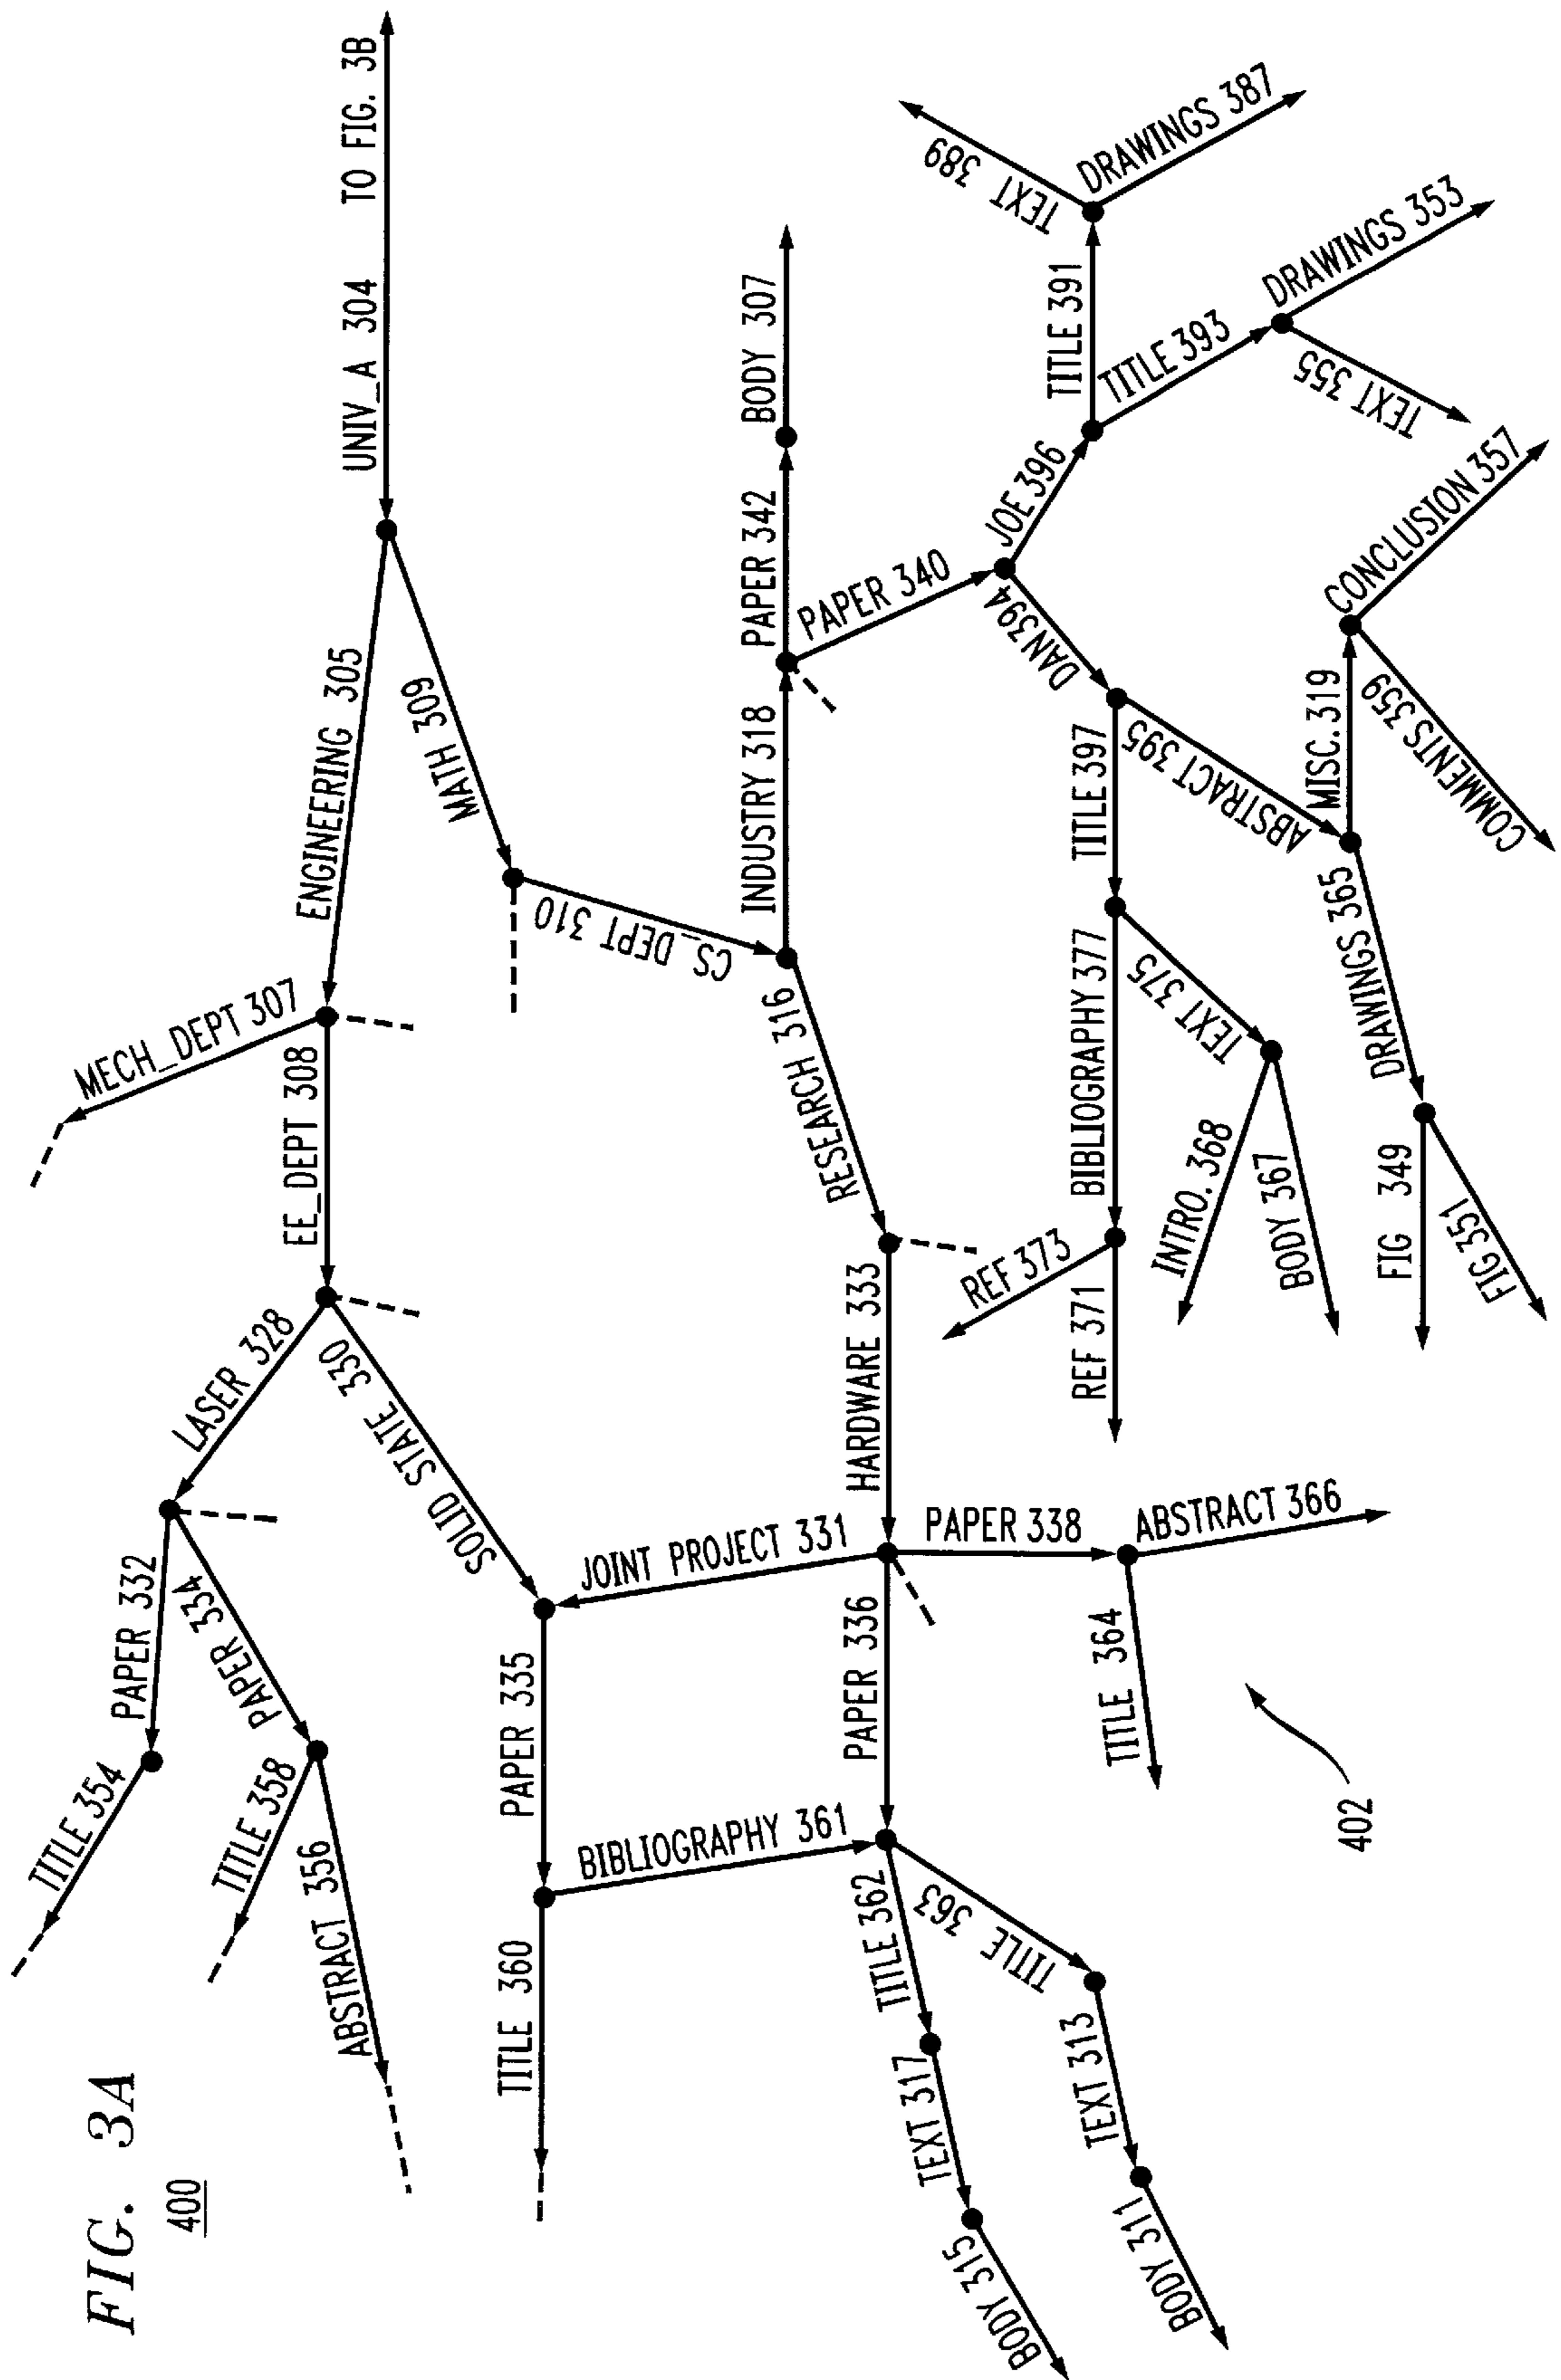 FIG. 3A
400
UNIV_A 304
TO FIG. 3B
ENGINEERING 305
MATH 309
MECH_DEPT 307
EE_DEPT 308
CS_DEPT 310
LASER 328
SOLID STATE 330
PAPER 332
PAPER 334
TITLE 354
TITLE 358
ABSTRACT 356
JOINT PROJECT 331
PAPER 335
TITLE 360
BIBLIOGRAPHY 361
INDUSTRY 318
RESEARCH 316
PAPER 342
BODY 307
PAPER 340
HARDWARE 333
PAPER 336
PAPER 338
TITLE 364
ABSTRACT 366
TITLE 362
TITLE 363
TEXT 317
TEXT 313
BODY 315
BODY 311
JOE 396
DAN 394
TITLE 391
TITLE 393
TEXT 389
DRAWINGS 387
DRAWINGS 353
TEXT 355
TITLE 397
ABSTRACT 395
BIBLIOGRAPHY 377
TEXT 375
REF 373
REF 371
INTRO. 368
BODY 367
MISC. 319
CONCLUSION 357
COMMENTS 359
DRAWINGS 365
FIG 349
FIG 351
402